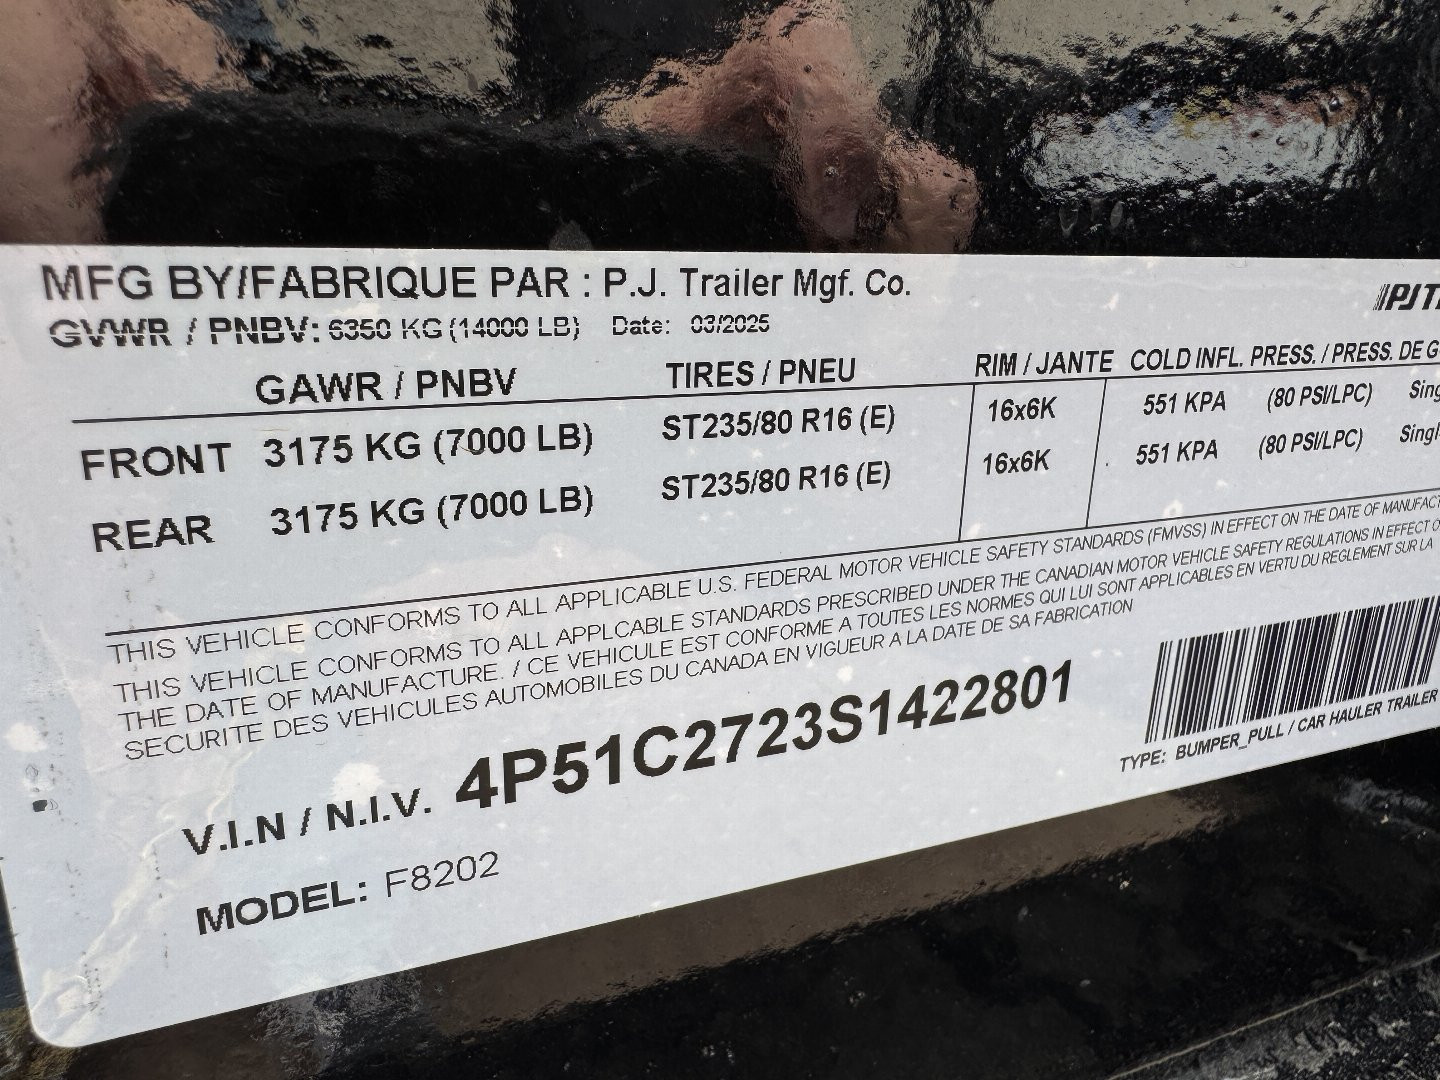 MFG BY/FABRIQUE PAR : P.J. Trailer Mfg. Co.
PJ
GVWR / PNBV: 6350 KG (14000 LB) Date: 03/2025
GAWR / PNBV TIRES / PNEU RIM / JANTE COLD INFL. PRESS. / PRESS. DE G
FRONT 3175 KG (7000 LB) ST235/80 R16 (E) 16x6K 551 KPA (80 PSI/LPC) Sing
REAR 3175 KG (7000 LB) ST235/80 R16 (E) 16x6K 551 KPA (80 PSI/LPC) Singl
THIS VEHICLE CONFORMS TO ALL APPLICABLE U.S. FEDERAL MOTOR VEHICLE SAFETY STANDARDS (FMVSS) IN EFFECT ON THE DATE OF MANUFACT
THIS VEHICLE CONFORMS TO ALL APPLCABLE STANDARDS PRESCRIBED UNDER THE CANADIAN MOTOR VEHICLE SAFETY REGULATIONS IN EFFECT O
THE DATE OF MANUFACTURE. / CE VEHICULE EST CONFORME A TOUTES LES NORMES QUI LUI SONT APPLICABLES EN VERTU DU REGLEMENT SUR LA
SECURITE DES VEHICULES AUTOMOBILES DU CANADA EN VIGUEUR A LA DATE DE SA FABRICATION
V.I.N / N.I.V. 4P51C2723S1422801
TYPE: BUMPER_PULL / CAR HAULER TRAILER
MODEL: F8202